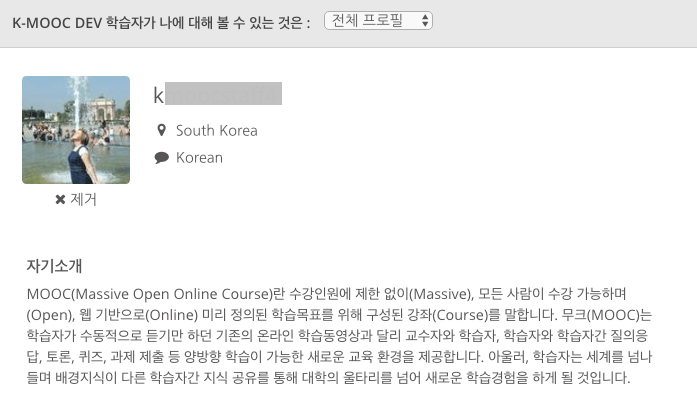 K-MOOC DEV 학습자가 나에 대해 볼 수 있는 것은 : 전체 프로필
k
South Korea
Korean
✖ 제거
자기소개
MOOC(Massive Open Online Course)란 수강인원에 제한 없이(Massive), 모든 사람이 수강 가능하며
(Open), 웹 기반으로(Online) 미리 정의된 학습목표를 위해 구성된 강좌(Course)를 말합니다. 무크(MOOC)는
학습자가 수동적으로 듣기만 하던 기존의 온라인 학습동영상과 달리 교수자와 학습자, 학습자와 학습자간 질의응
답, 토론, 퀴즈, 과제 제출 등 양방향 학습이 가능한 새로운 교육 환경을 제공합니다. 아울러, 학습자는 세계를 넘나
들며 배경지식이 다른 학습자간 지식 공유를 통해 대학의 울타리를 넘어 새로운 학습경험을 하게 될 것입니다.